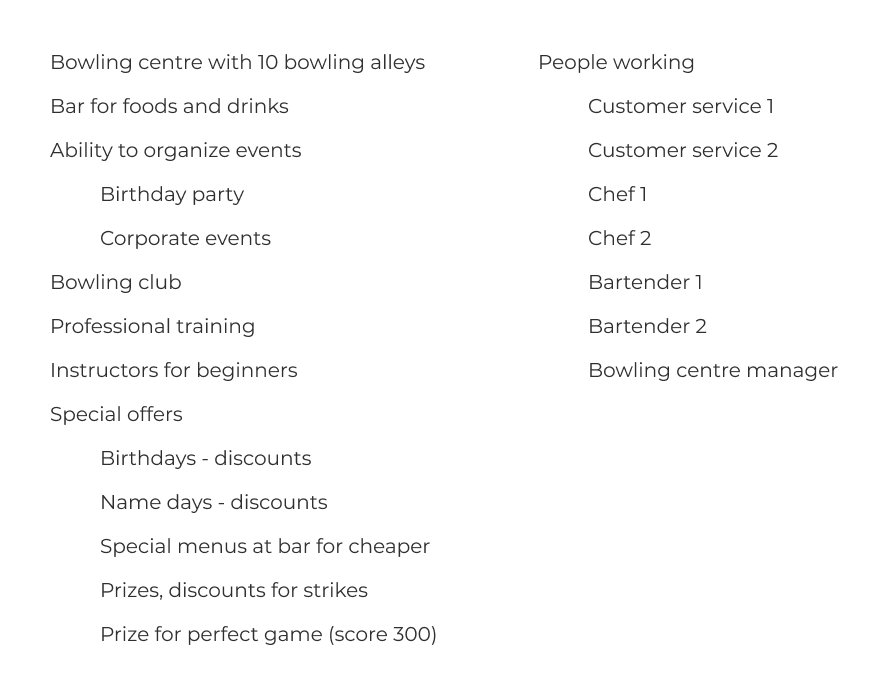 Bowling centre with 10 bowling alleys
Bar for foods and drinks
Ability to organize events
Birthday party
Corporate events
Bowling club
Professional training
Instructors for beginners
Special offers
Birthdays - discounts
Name days - discounts
Special menus at bar for cheaper
Prizes, discounts for strikes
Prize for perfect game (score 300)
People working
Customer service 1
Customer service 2
Chef 1
Chef 2
Bartender 1
Bartender 2
Bowling centre manager